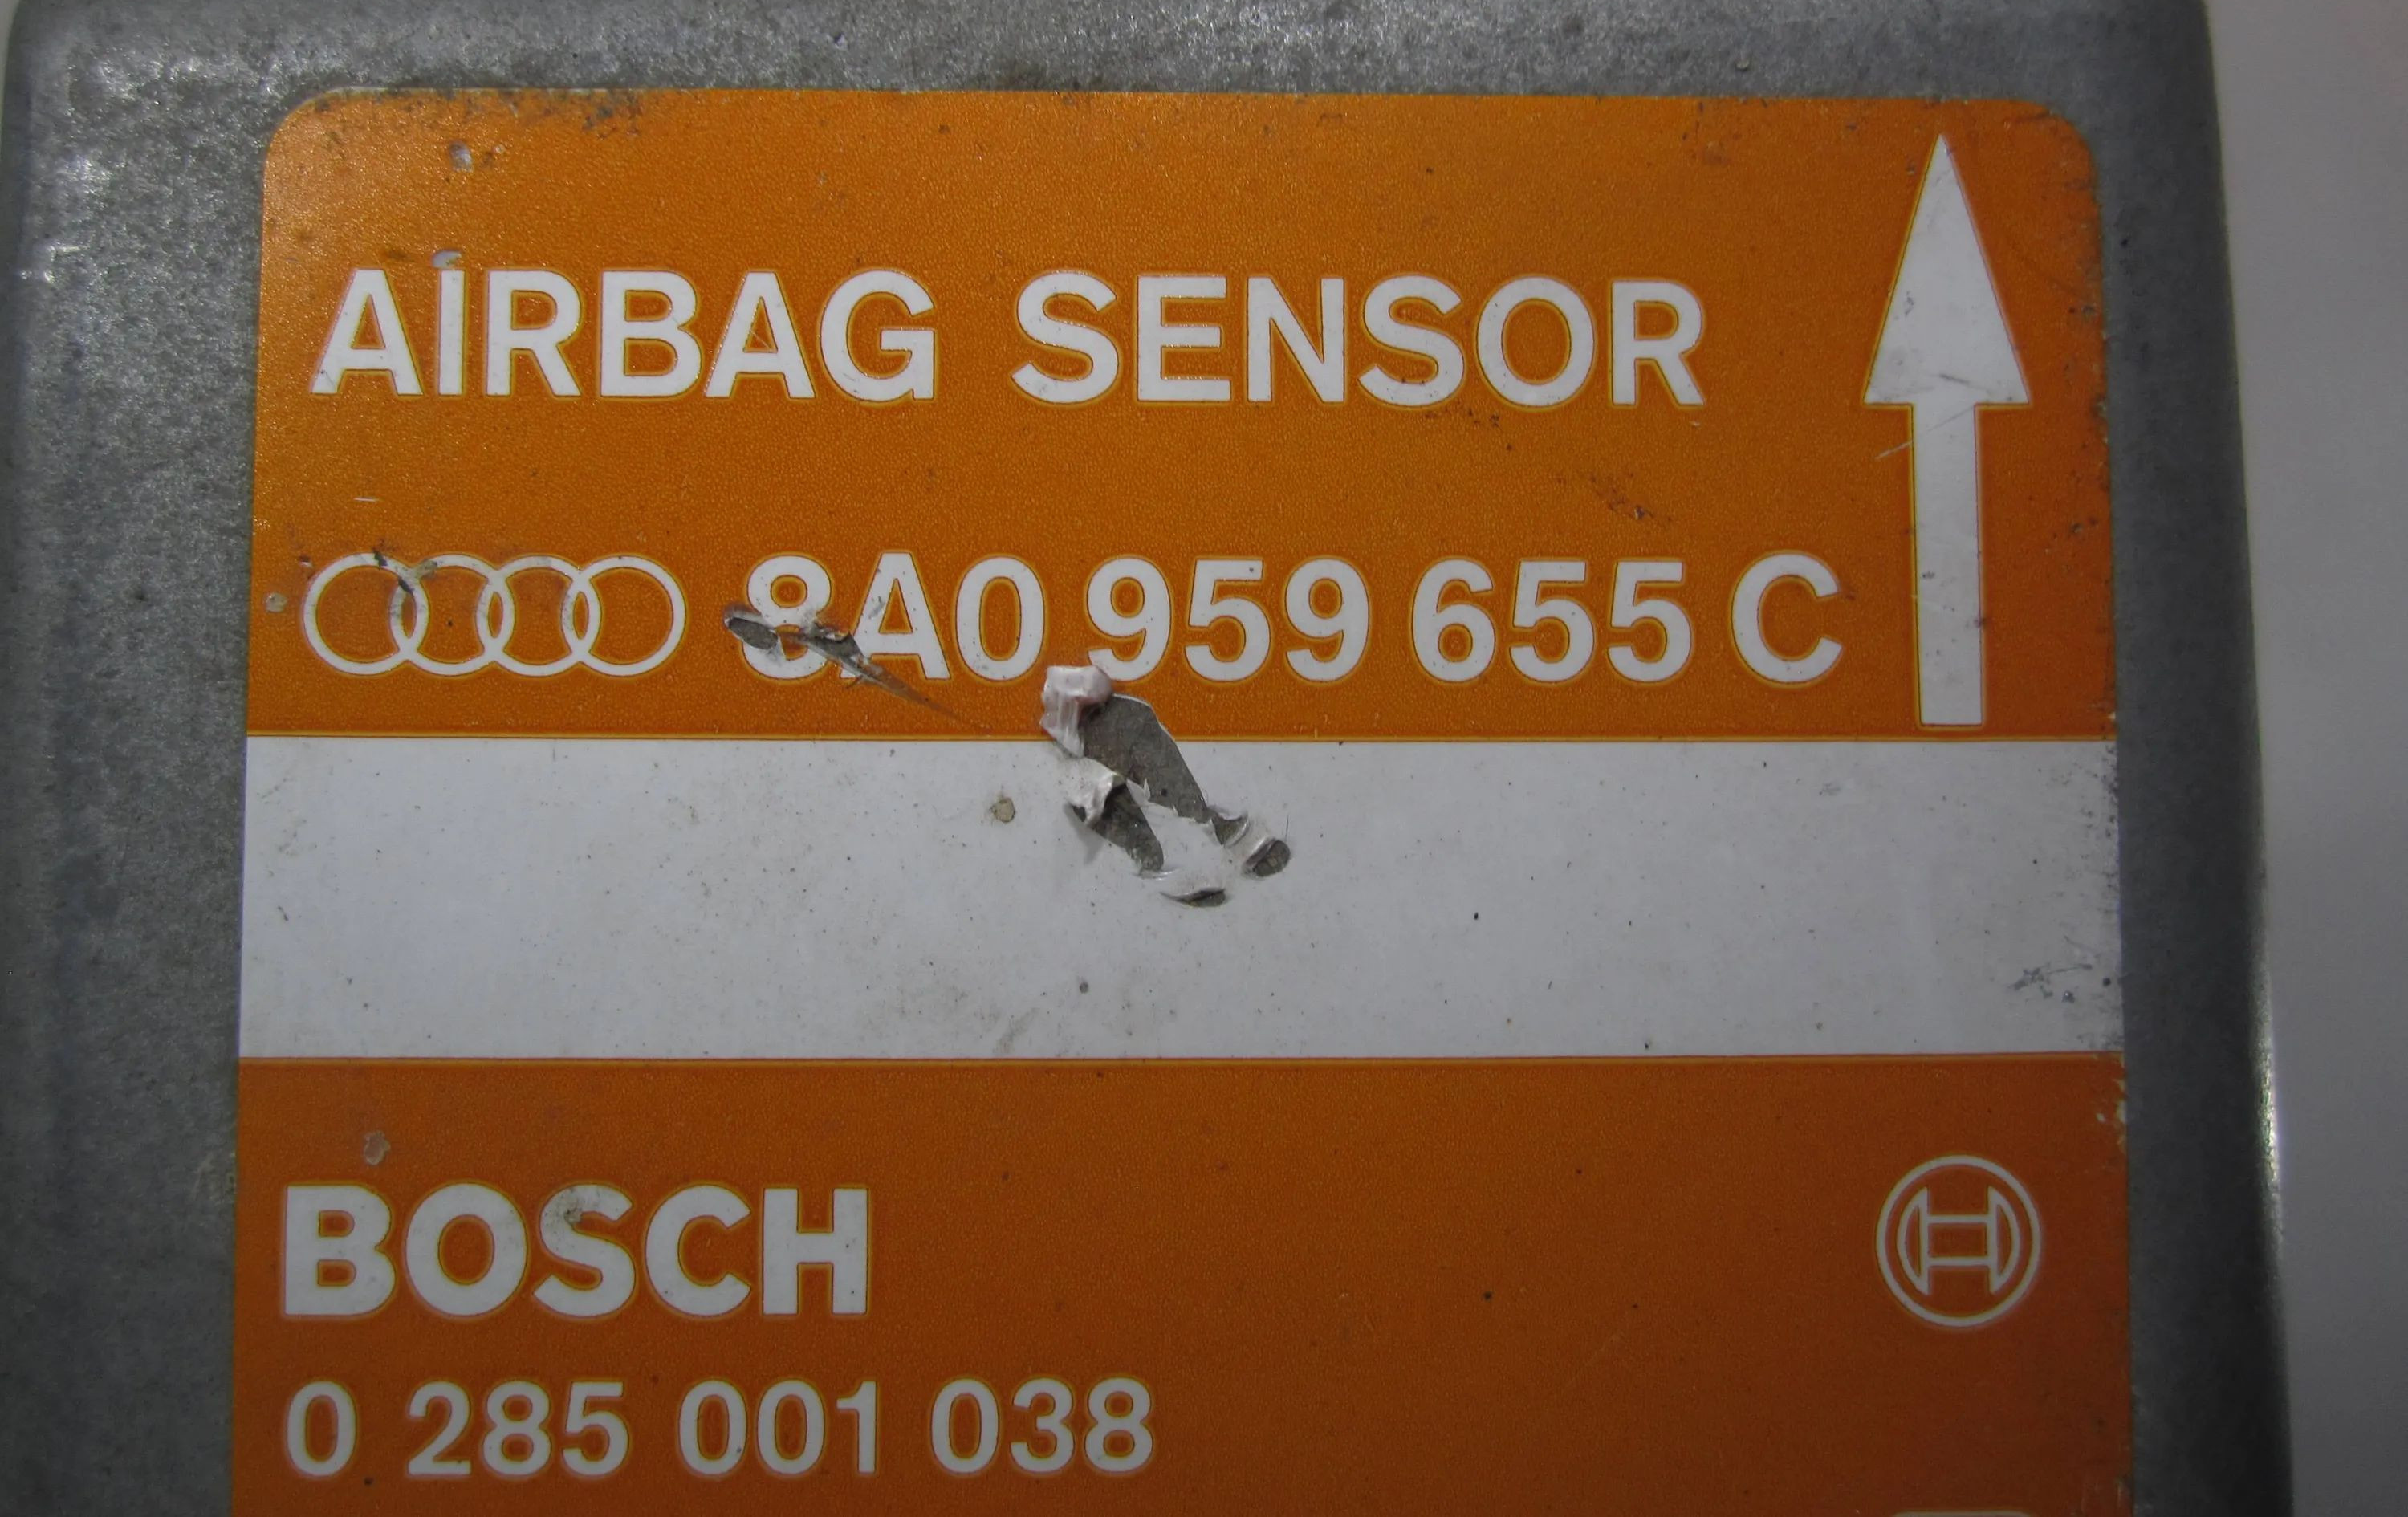 AIRBAG SENSOR
8A0 959 655 C
BOSCH
0 285 001 038